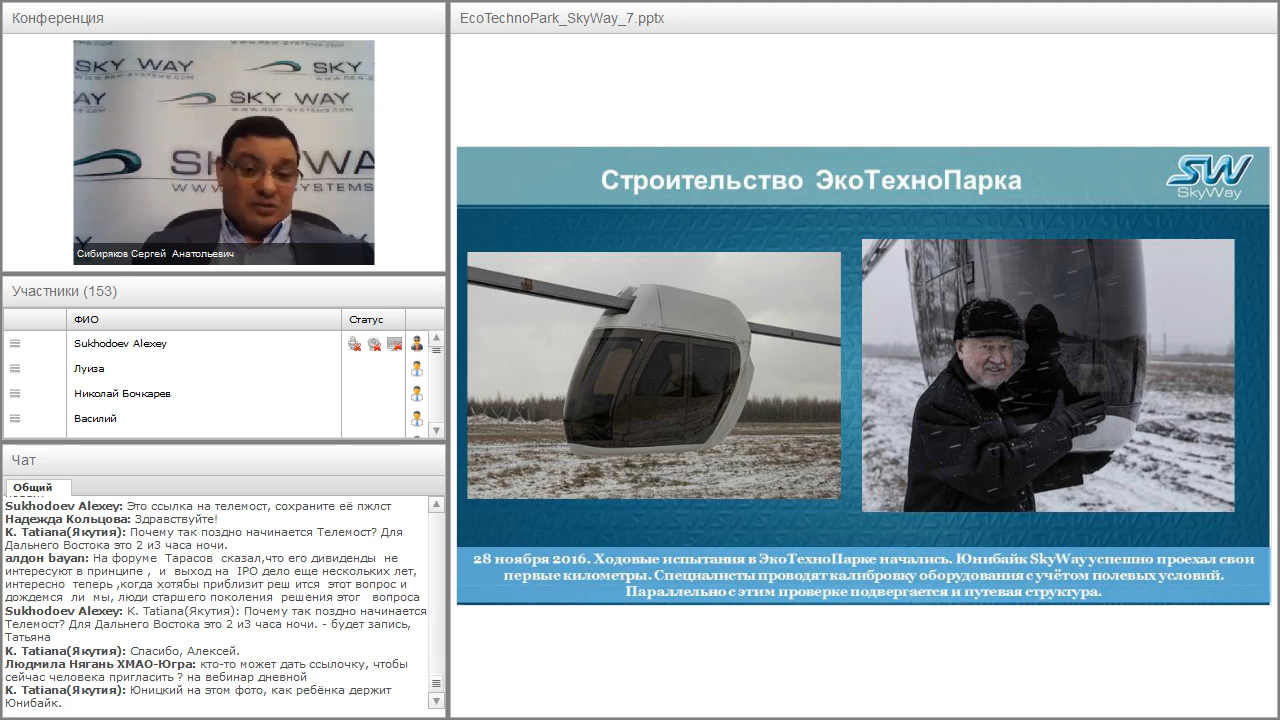 Конференция
SKY WAY
SKY
WWW.RSW-SYSTEMS.COM
WAY
SKY WAY
SKY WAY
Сибиряков Сергей Анатольевич
Участники (153)
ФИО
Статус
Sukhodoev Alexey
Луиза
Николай Бочкарев
Василий
Чат
Общий
Sukhodoev Alexey: Это ссылка на телемост, сохраните её пжлст
Надежда Кольцова: Здравствуйте!
К. Tatiana(Якутия): Почему так поздно начинается Телемост? Для
Дальнего Востока это 2 и3 часа ночи.
алдон bayan: На форуме Тарасов сказал,что его дивиденды не
интересуют в принципе , и выход на IPO дело еще нескольких лет,
интересно теперь ,когда хотябы приблизит реш ится этот вопрос и
дождемся ли мы, люди старшего поколения решения этог вопроса
Sukhodoev Alexey: К. Tatiana(Якутия): Почему так поздно начинается
Телемост? Для Дальнего Востока это 2 и3 часа ночи. - будет запись,
Татьяна
К. Tatiana(Якутия): Спасибо, Алексей.
Людмила Нягань ХМАО-Югра: кто-то может дать ссылочку, чтобы
сейчас человека пригласить ? на вебинар дневной
К. Tatiana(Якутия): Юницкий на этом фото, как ребёнка держит
Юнибайк.
EcoTechnoPark_SkyWay_7.pptx
Строительство ЭкоТехноПарка
SW
SkyWay
28 ноября 2016. Ходовые испытания в ЭкоТехноПарке начались. Юнибайк SkyWay успешно проехал свои
первые километры. Специалисты проводят калибровку оборудования с учётом полевых условий.
Параллельно с этим проверке подвергается и путевая структура.